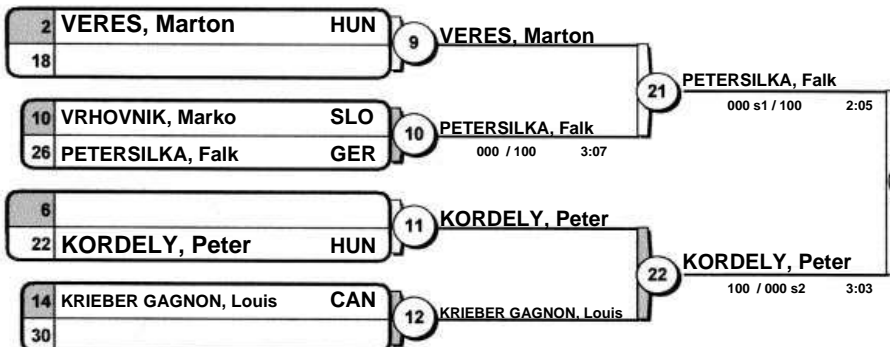 2 VERES, Marton HUN
18
9 VERES, Marton
10 VRHOVNIK, Marko SLO
26 PETERSILKA, Falk GER
10 PETERSILKA, Falk
000 / 100 3:07
21 PETERSILKA, Falk
000 s1 / 100 2:05
6
22 KORDELY, Peter HUN
11 KORDELY, Peter
14 KRIEBER GAGNON, Louis CAN
30
12 KRIEBER GAGNON, Louis
22 KORDELY, Peter
100 / 000 s2 3:03